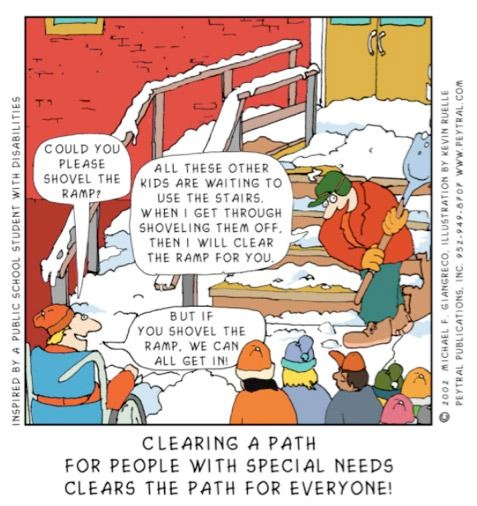 COULD YOU
PLEASE
SHOVEL THE
RAMP?
ALL THESE OTHER
KIDS ARE WAITING TO
USE THE STAIRS.
WHEN I GET THROUGH
SHOVELING THEM OFF,
THEN I WILL CLEAR
THE RAMP FOR YOU.
BUT IF
YOU SHOVEL THE
RAMP, WE CAN
ALL GET IN!
INSPIRED BY A PUBLIC SCHOOL STUDENT WITH DISABILITIES
© 2002 MICHAEL F. GIANGRECO, ILLUSTRATION BY KEVIN RUELLE
PEYTRAL PUBLICATIONS, INC. 952-949-8707 WWW.PEYTRAL.COM
CLEARING A PATH
FOR PEOPLE WITH SPECIAL NEEDS
CLEARS THE PATH FOR EVERYONE!